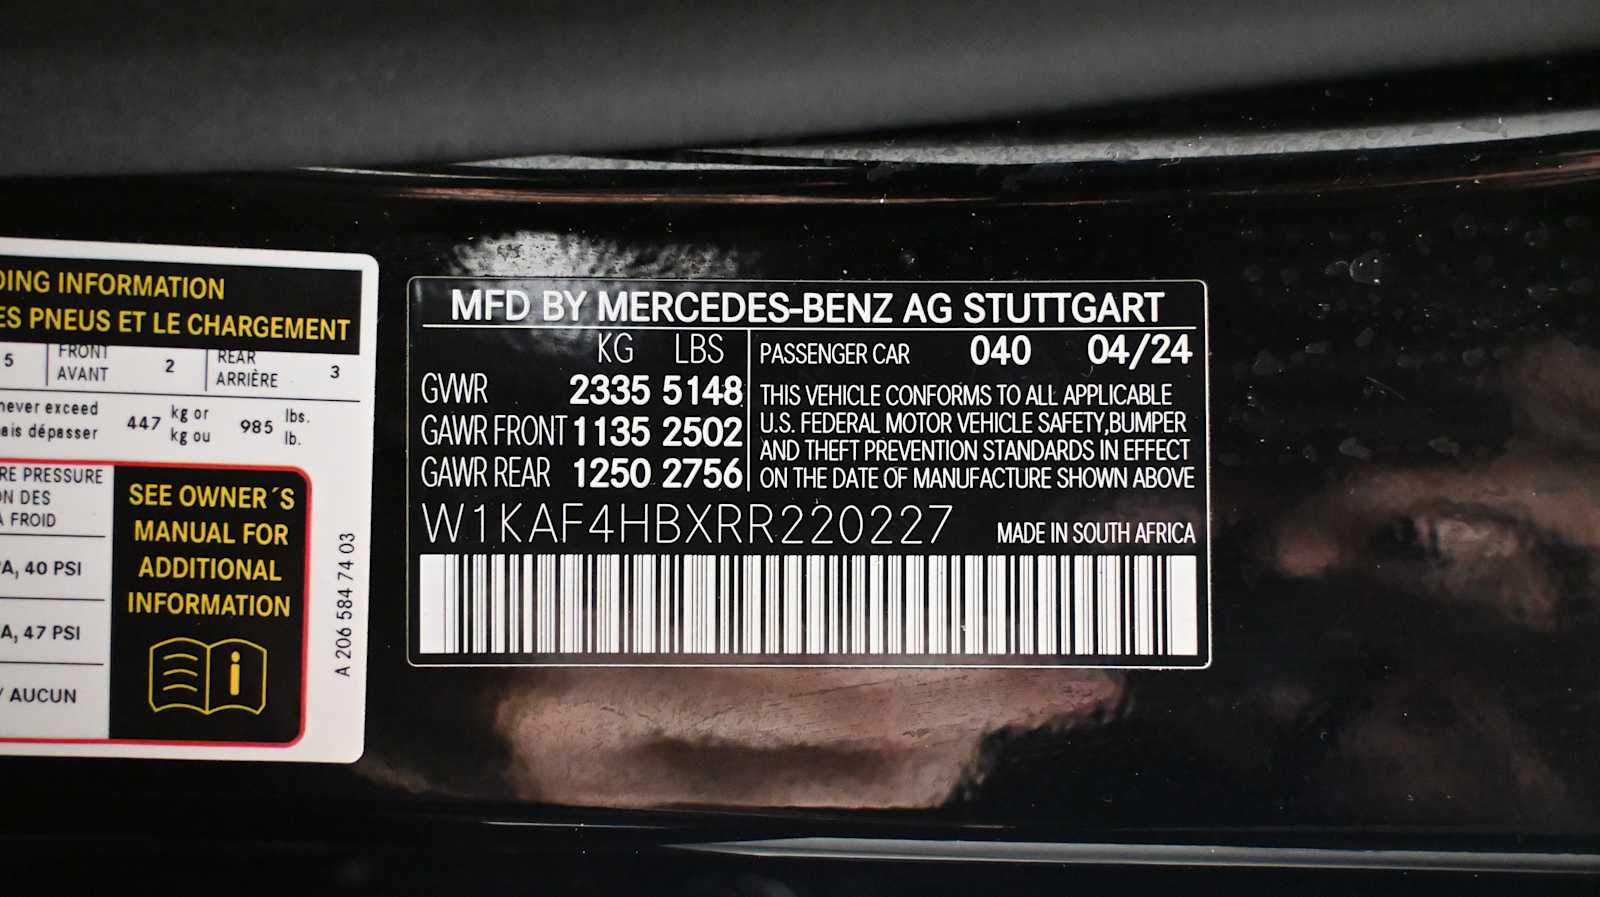 DING INFORMATION
ES PNEUS ET LE CHARGEMENT
5 FRONT AVANT 2 REAR ARRIÈRE 3
never exceed 447 kg or 985 lbs.
ais dépasser kg ou lb.
RE PRESSURE
ON DES
À FROID
A, 40 PSI
A, 47 PSI
/ AUCUN
SEE OWNER´S
MANUAL FOR
ADDITIONAL
INFORMATION
A 206 584 74 03
MFD BY MERCEDES-BENZ AG STUTTGART
KG LBS
GVWR 2335 5148
GAWR FRONT 1135 2502
GAWR REAR 1250 2756
PASSENGER CAR 040 04/24
THIS VEHICLE CONFORMS TO ALL APPLICABLE
U.S. FEDERAL MOTOR VEHICLE SAFETY,BUMPER
AND THEFT PREVENTION STANDARDS IN EFFECT
ON THE DATE OF MANUFACTURE SHOWN ABOVE
W1KAF4HBXRR220227
MADE IN SOUTH AFRICA